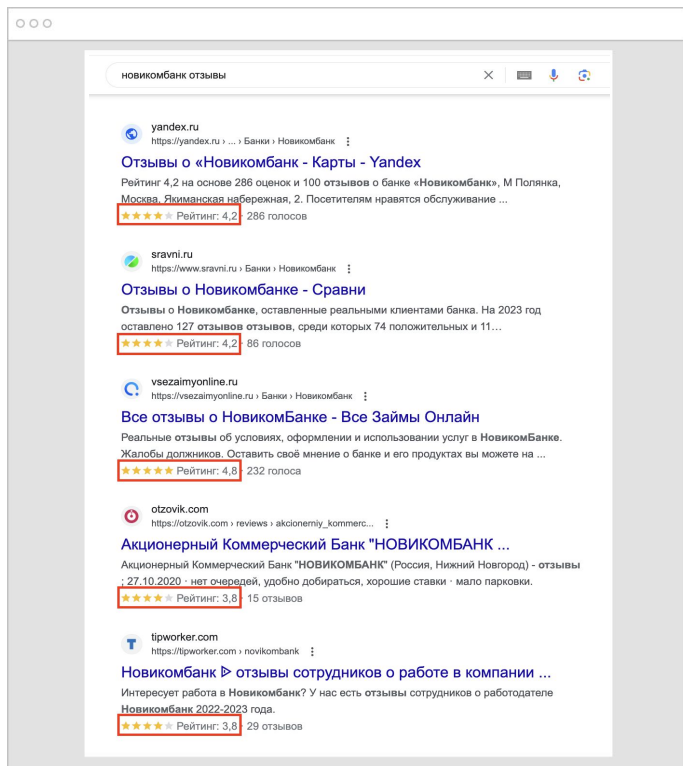 новикомбанк отзывы
yandex.ru
https://yandex.ru › ... › Банки › Новикомбанк
Отзывы о «Новикомбанк - Карты - Yandex
Рейтинг 4,2 на основе 286 оценок и 100 отзывов о банке «Новикомбанк», М Полянка,
Москва, Якиманская набережная, 2. Посетителям нравятся обслуживание ...
Рейтинг: 4,2 · 286 голосов
sravni.ru
https://www.sravni.ru › Банки › Новикомбанк
Отзывы о Новикомбанке - Сравни
Отзывы о Новикомбанке, оставленные реальными клиентами банка. На 2023 год
оставлено 127 отзывов отзывов, среди которых 74 положительных и 11...
Рейтинг: 4,2 · 86 голосов
vsezaimyonline.ru
https://vsezaimyonline.ru › Банки › Новикомбанк
Все отзывы о НовикомБанке - Все Займы Онлайн
Реальные отзывы об условиях, оформлении и использовании услуг в НовикомБанке.
Жалобы должников. Оставить своё мнение о банке и его продуктах вы можете на ...
Рейтинг: 4,8 · 232 голоса
otzovik.com
https://otzovik.com › reviews › akcionerniy_kommerc...
Акционерный Коммерческий Банк "НОВИКОМБАНК ...
Акционерный Коммерческий Банк "НОВИКОМБАНК" (Россия, Нижний Новгород) - отзывы
; 27.10.2020 · нет очередей, удобно добираться, хорошие ставки · мало парковки.
Рейтинг: 3,8 · 15 отзывов
tipworker.com
https://tipworker.com › novikombank
Новикомбанк ᐈ отзывы сотрудников о работе в компании ...
Интересует работа в Новикомбанк? У нас есть отзывы сотрудников о работодателе
Новикомбанк 2022-2023 года.
Рейтинг: 3,8 · 29 отзывов